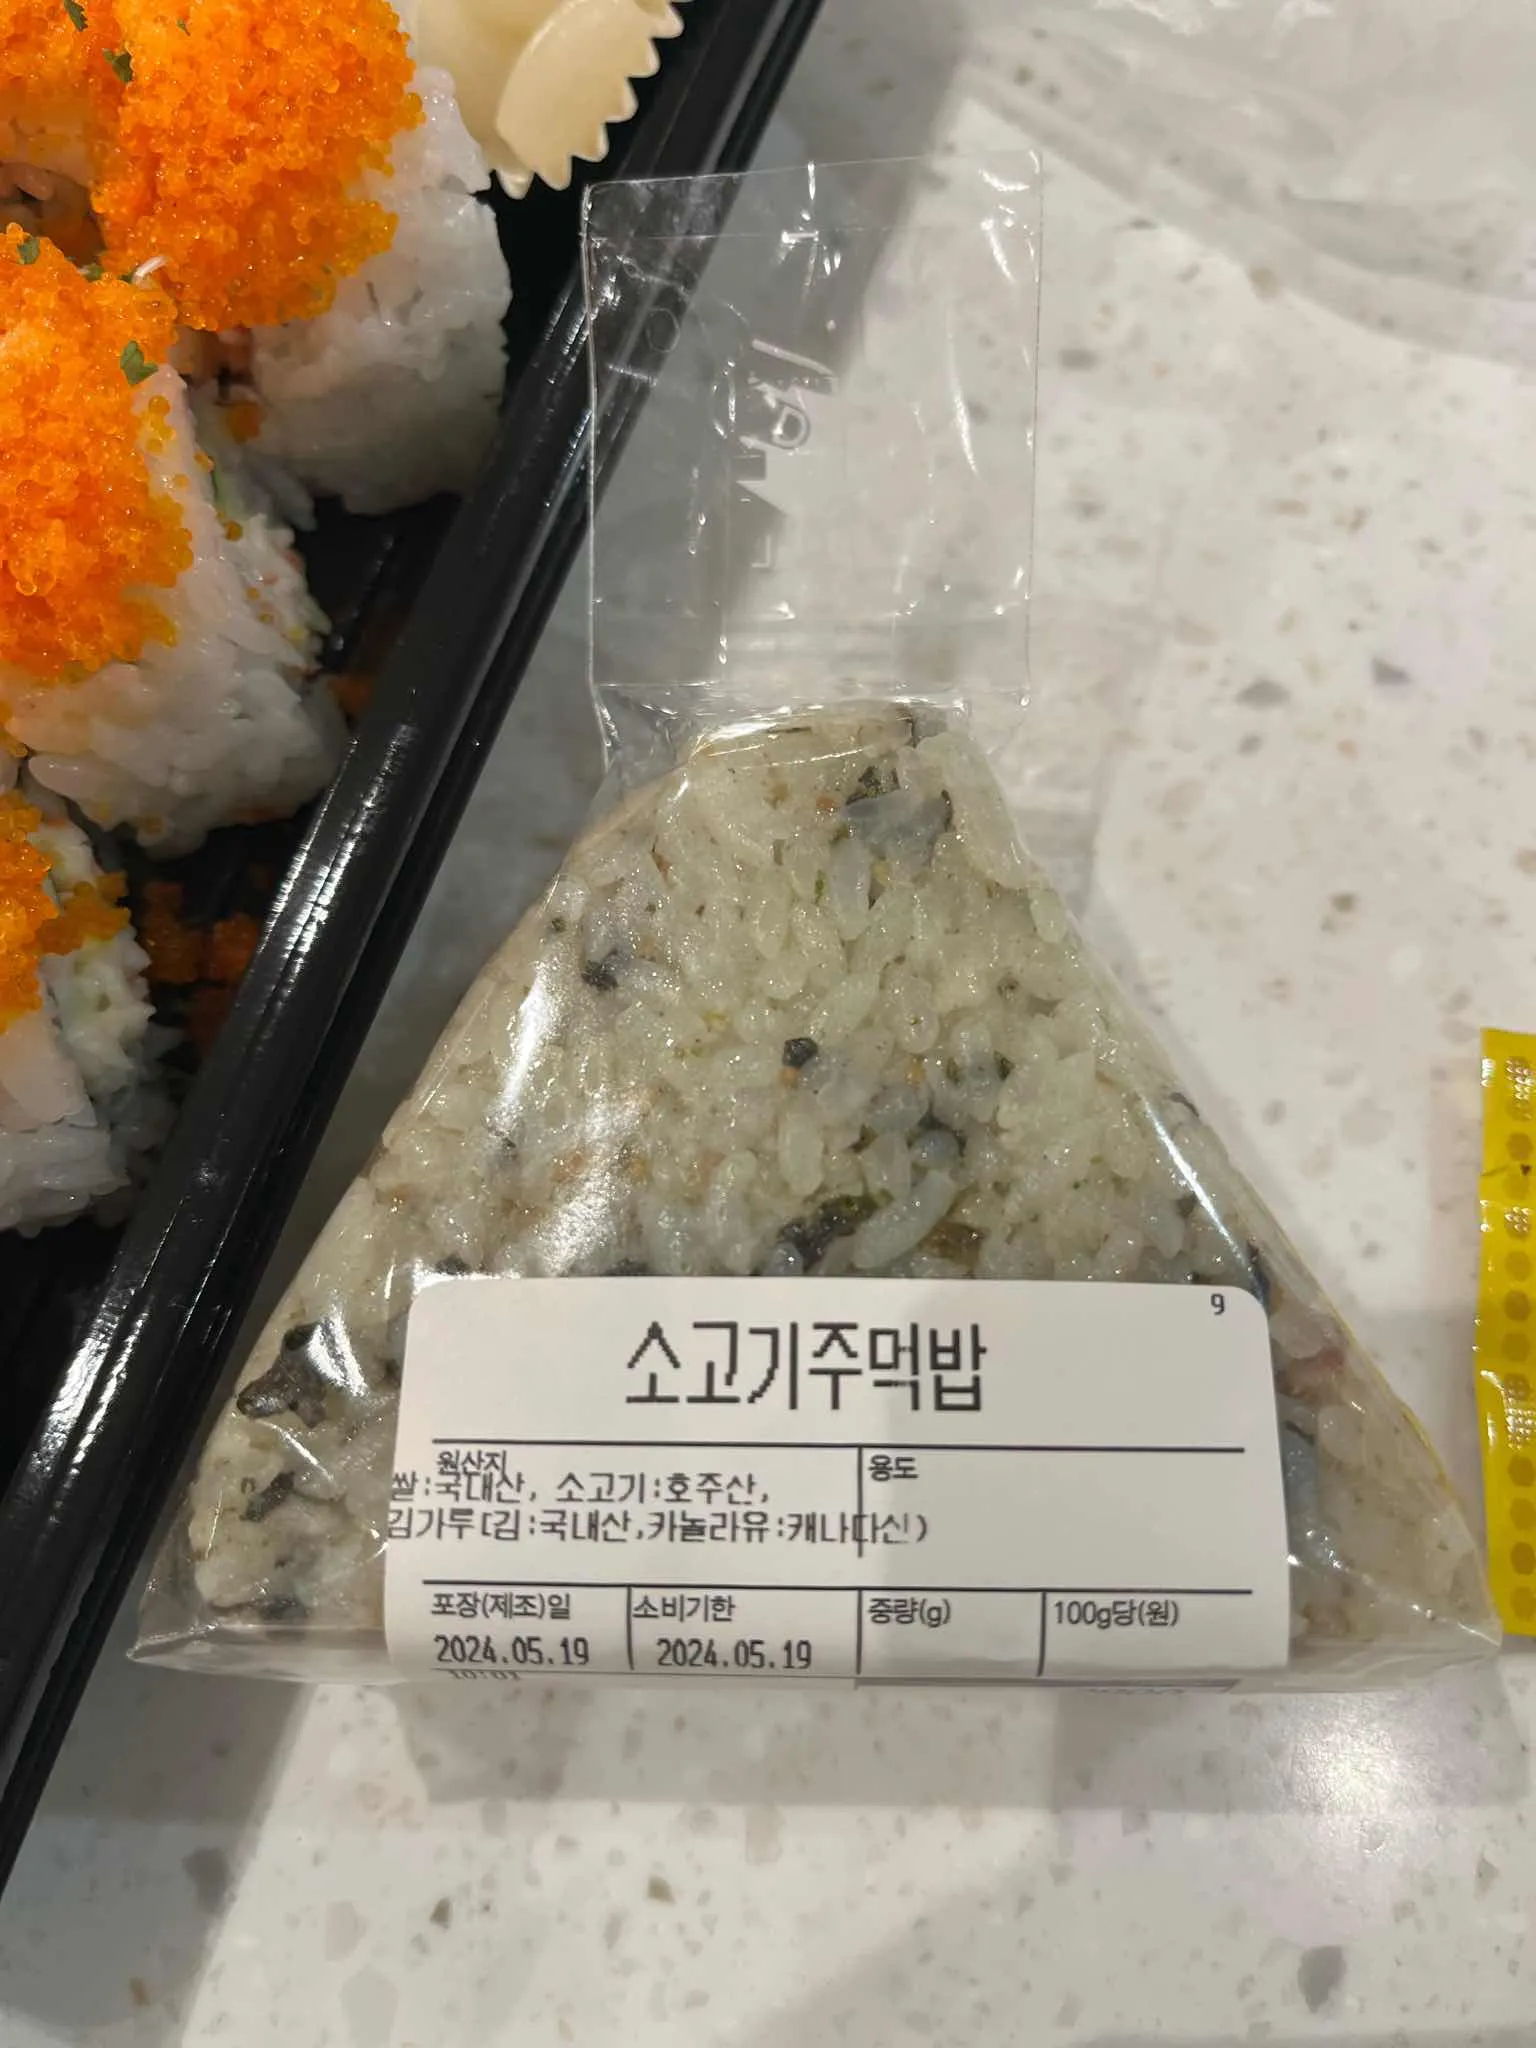 9
소고기주먹밥
원산지
용도
쌀:국내산, 소고기:호주산,
김가루(김:국내산,카놀라유:캐나다산)
포장(제조)일
소비기한
중량(g)
100g당(원)
2024.05.19
2024.05.19
10:01